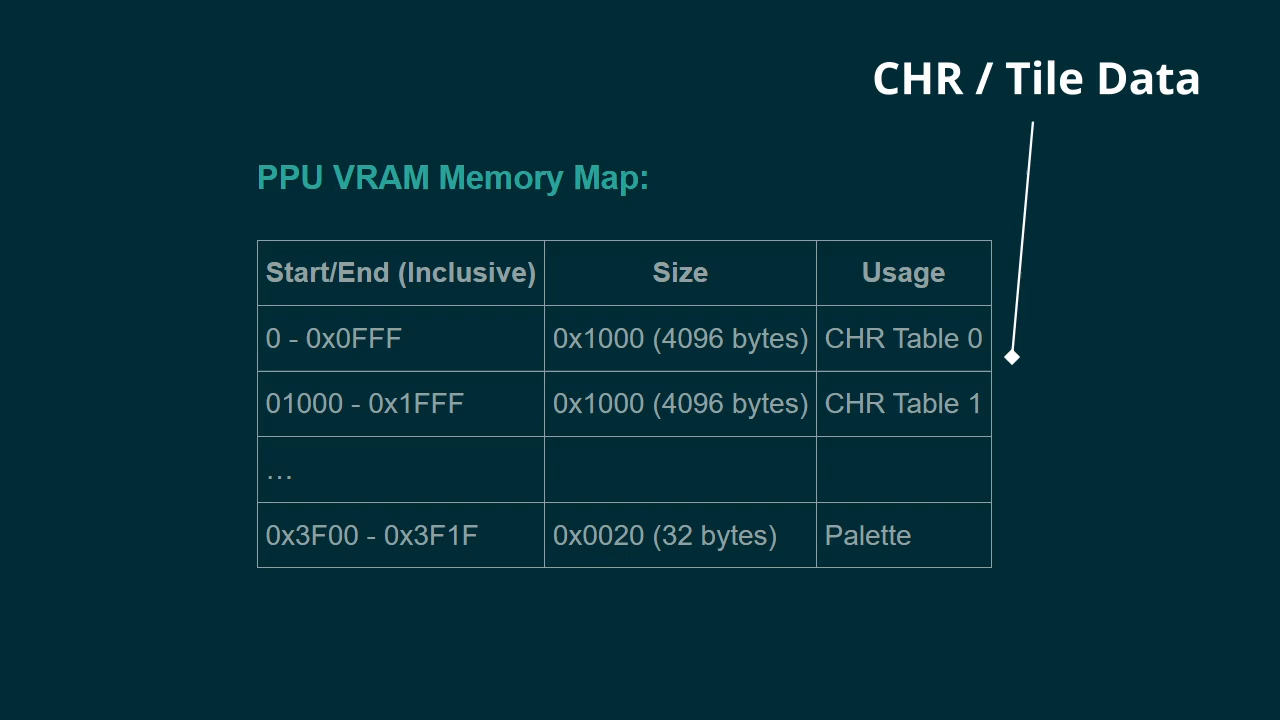 CHR / Tile Data
PPU VRAM Memory Map:
Start/End (Inclusive) Size Usage
0 - 0x0FFF 0x1000 (4096 bytes) CHR Table 0
01000 - 0x1FFF 0x1000 (4096 bytes) CHR Table 1
…
0x3F00 - 0x3F1F 0x0020 (32 bytes) Palette